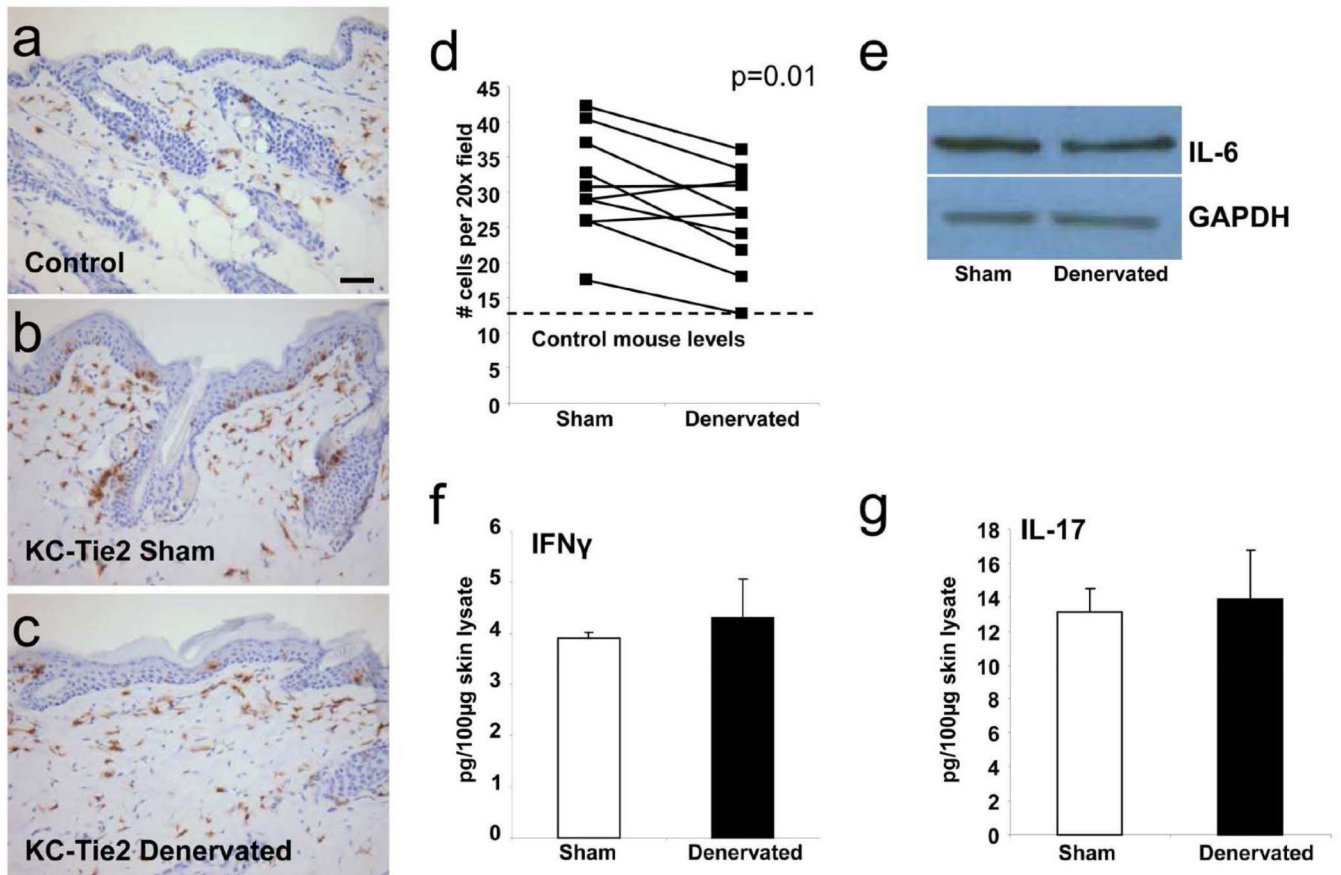 a
Control
b
KC-Tie2 Sham
c
KC-Tie2 Denervated
d
p=0.01
# cells per 20x field
45
40
35
30
25
20
15
10
5
0
Control mouse levels
Sham Denervated
e
IL-6
GAPDH
Sham Denervated
f
IFNγ
pg/100µg skin lysate
6
5
4
3
2
1
0
Sham Denervated
g
IL-17
pg/100µg skin lysate
18
16
14
12
10
8
6
4
2
0
Sham Denervated